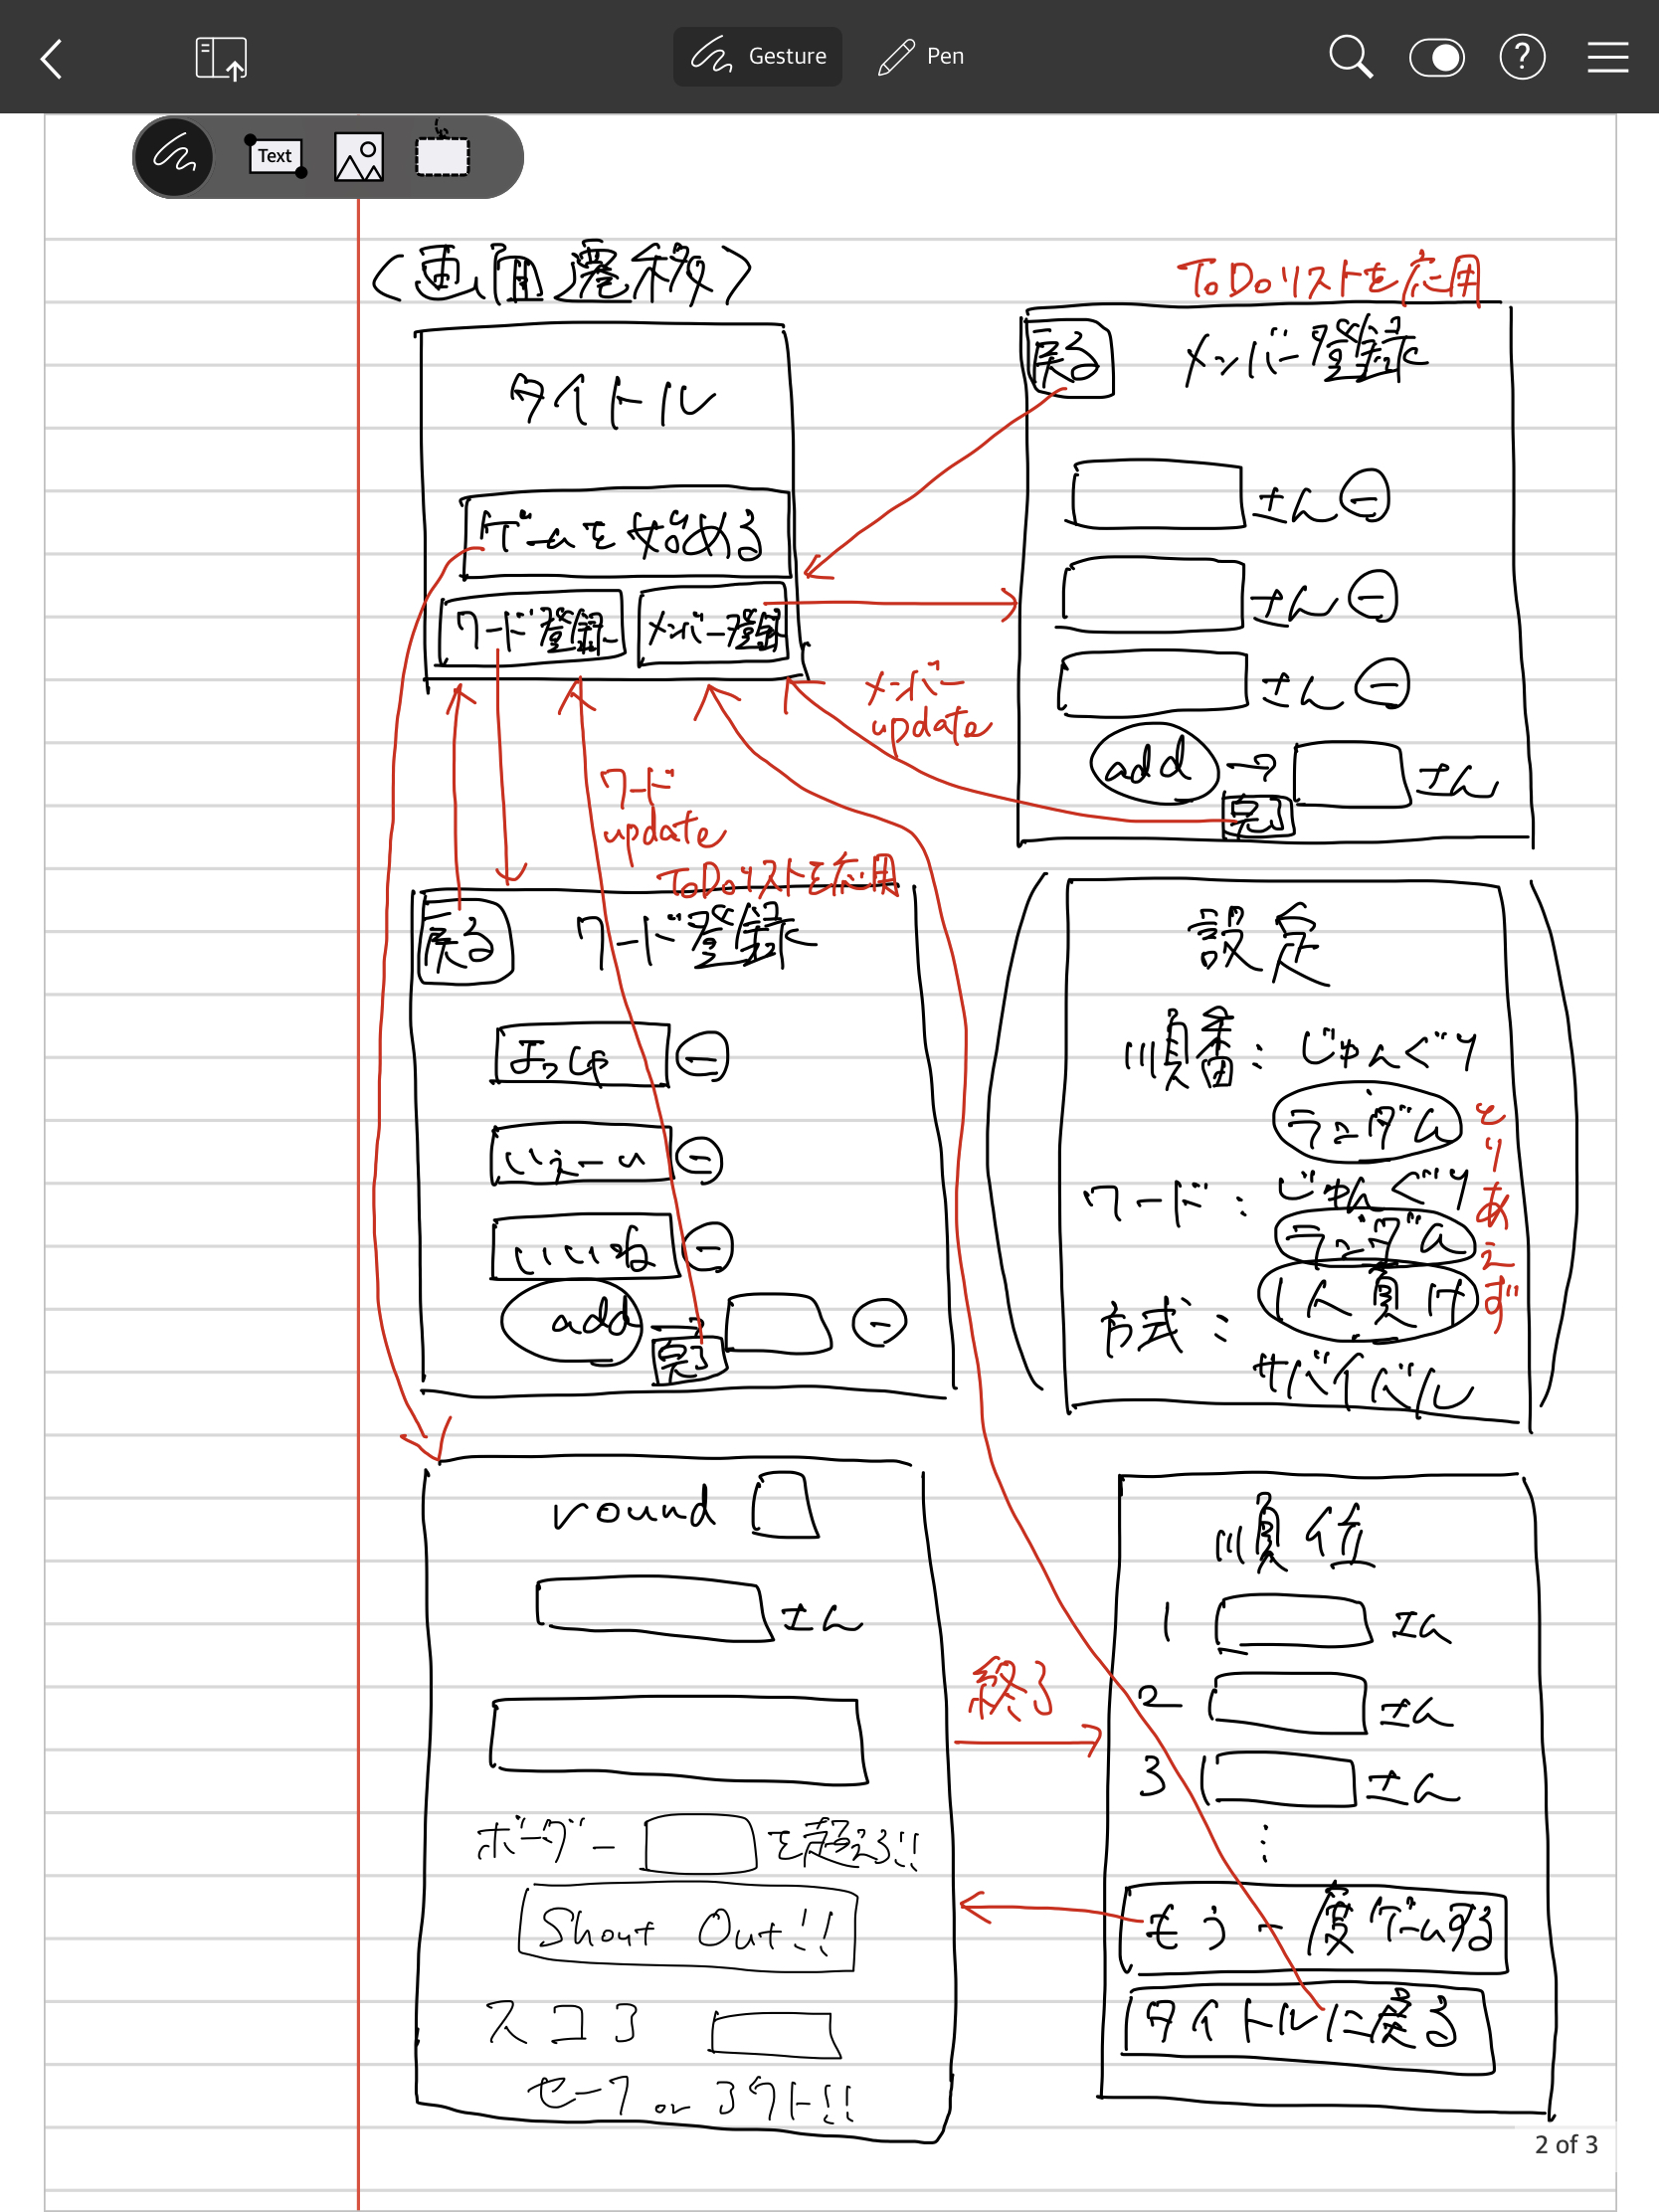 Gesture
Pen
Text
<画面遷移>
ToDoリストを応用
タイトル
ゲームを始める
ワード登録
メンバー登録
戻る
メンバー登録
さん
さん
さん
add → さん
完了
メンバー
update
ワード
update
ToDoリストを応用
戻る
ワード登録
いえーい
いいね
add →
完了
設定
順番: じゅんぐり
ランダム
ワード: じゅんぐり
ランダム
方式: 1人負け
サバイバル
とりあえず
round
さん
ボーダー を超えろ!!
Shout Out!!
スコア
セーフ or アウト!!
終了
順位
1 さん
2 さん
3 さん
⋮
もう一度ゲームする
タイトルに戻る
2 of 3